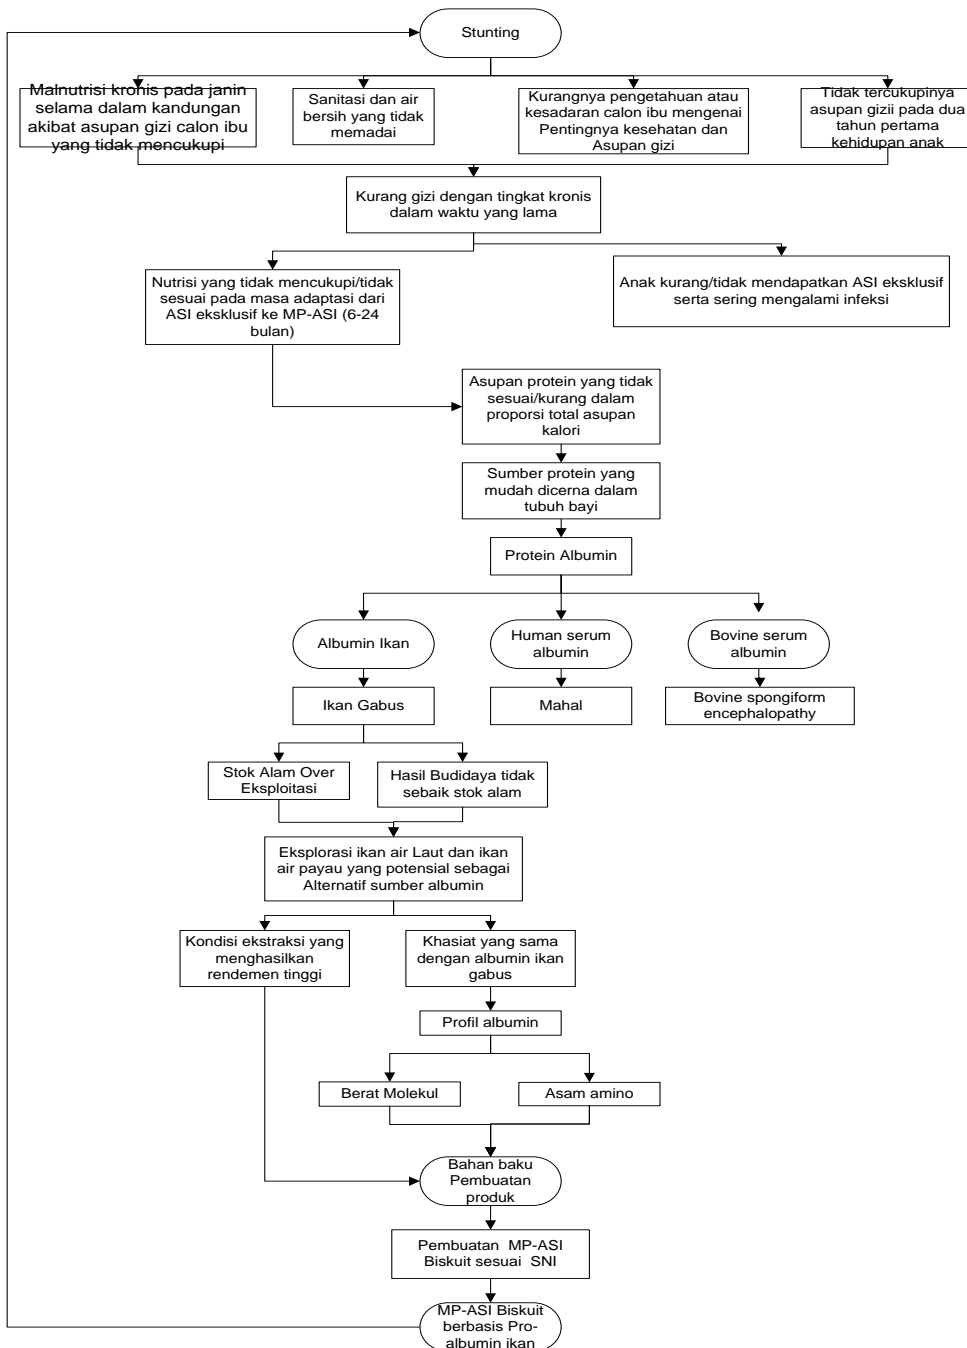 Stunting
Malnutrisi kronis pada janin
selama dalam kandungan
akibat asupan gizi calon ibu
yang tidak mencukupi
Sanitasi dan air
bersih yang tidak
memadai
Kurangnya pengetahuan atau
kesadaran calon ibu mengenai
Pentingnya kesehatan dan
Asupan gizi
Tidak tercukupinya
asupan gizii pada dua
tahun pertama
kehidupan anak
Kurang gizi dengan tingkat kronis
dalam waktu yang lama
Nutrisi yang tidak mencukupi/tidak
sesuai pada masa adaptasi dari
ASI eksklusif ke MP-ASI (6-24
bulan)
Anak kurang/tidak mendapatkan ASI eksklusif
serta sering mengalami infeksi
Asupan protein yang tidak
sesuai/kurang dalam
proporsi total asupan
kalori
Sumber protein yang
mudah dicerna dalam
tubuh bayi
Protein Albumin
Albumin Ikan
Human serum
albumin
Bovine serum
albumin
Ikan Gabus
Mahal
Bovine spongiform
encephalopathy
Stok Alam Over
Eksploitasi
Hasil Budidaya tidak
sebaik stok alam
Eksplorasi ikan air Laut dan ikan
air payau yang potensial sebagai
Alternatif sumber albumin
Kondisi ekstraksi yang
menghasilkan
rendemen tinggi
Khasiat yang sama
dengan albumin ikan
gabus
Profil albumin
Berat Molekul
Asam amino
Bahan baku
Pembuatan
produk
Pembuatan  MP-ASI
Biskuit sesuai  SNI
MP-ASI Biskuit
berbasis Pro-
albumin ikan